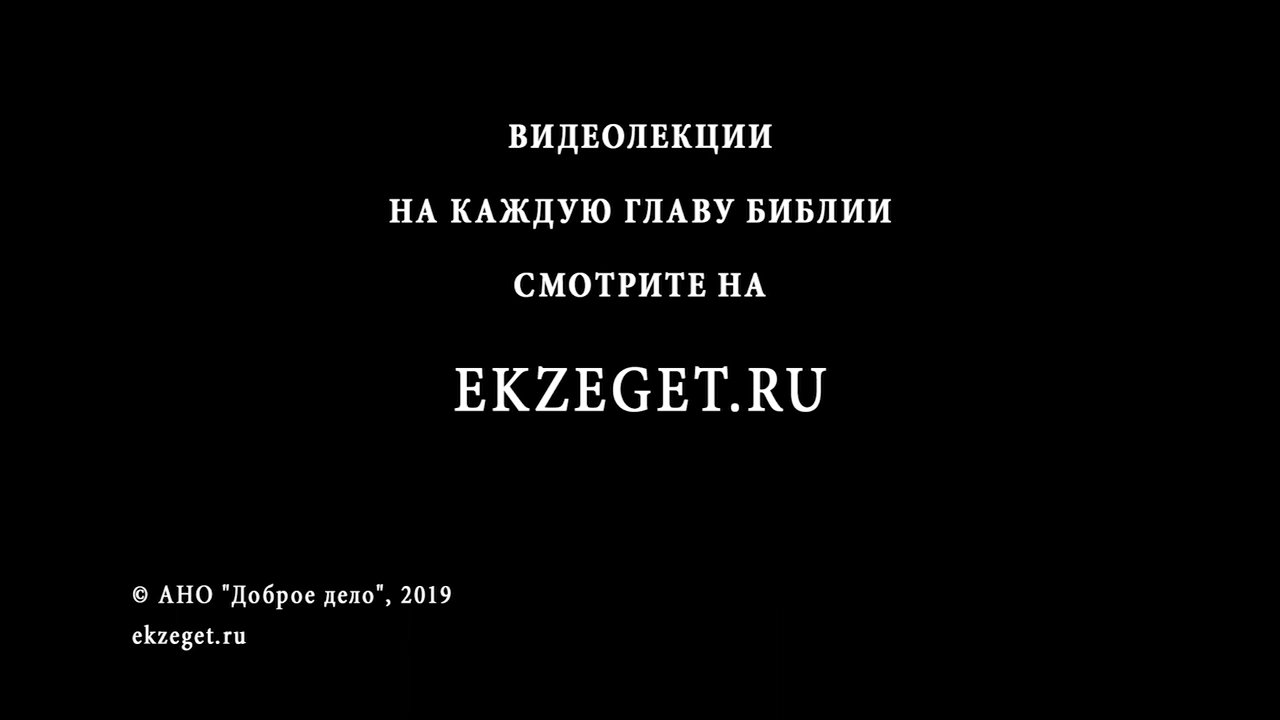 ВИДЕОЛЕКЦИИ
НА КАЖДУЮ ГЛАВУ БИБЛИИ
СМОТРИТЕ НА
EKZEGET.RU
© АНО "Доброе дело", 2019
ekzeget.ru